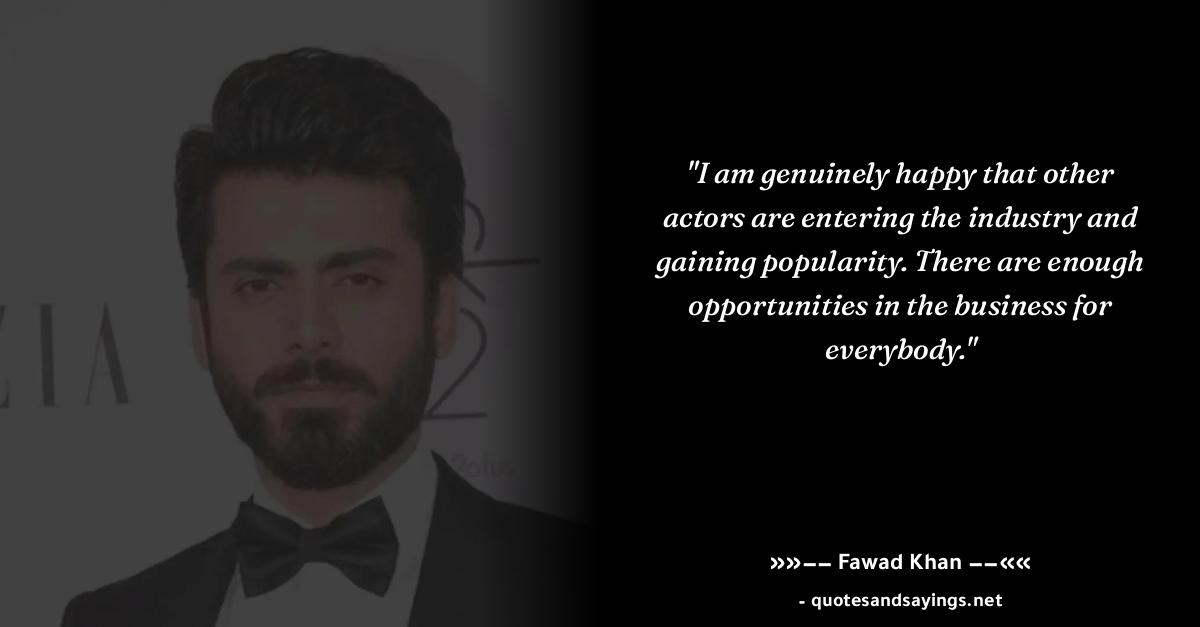 "I am genuinely happy that other
actors are entering the industry and
gaining popularity. There are enough
opportunities in the business for
everybody."
»»–– Fawad Khan ––««
- quotesandsayings.net
ZIA